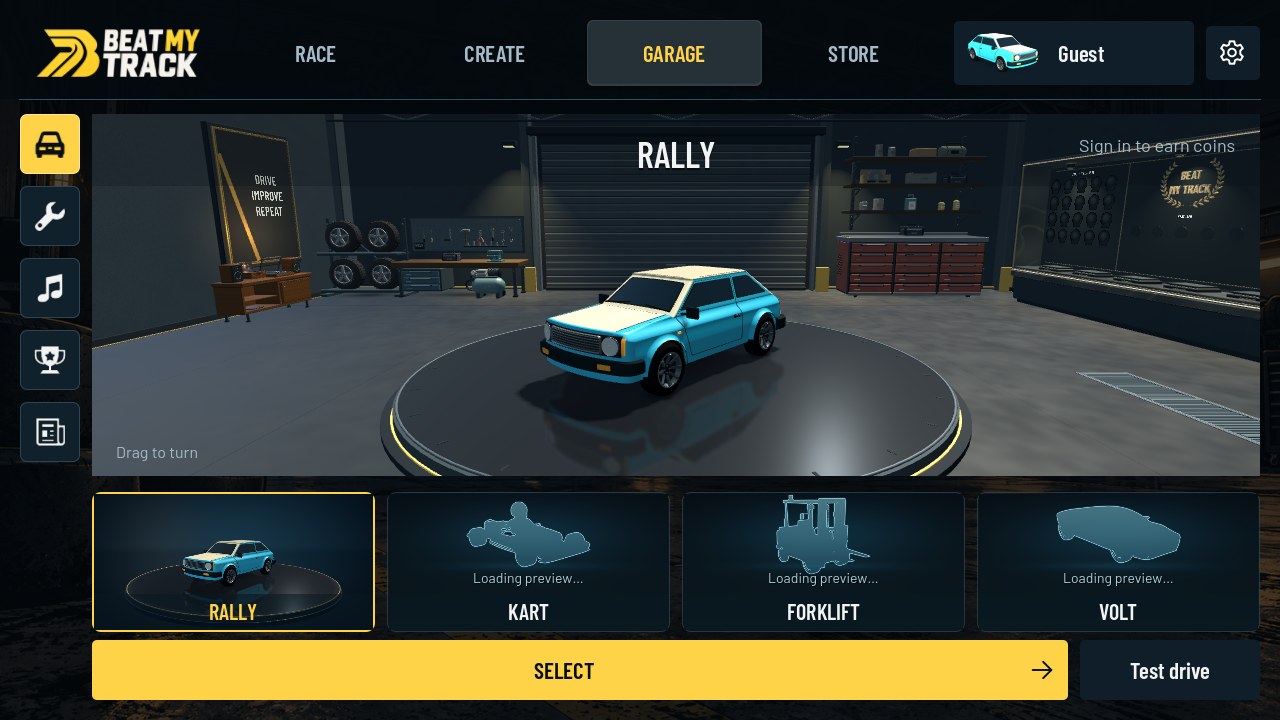 BEAT MY TRACK
RACE
CREATE
GARAGE
STORE
Guest
RALLY
Sign in to earn coins
DRIVE
IMPROVE
REPEAT
BEAT
MY TRACK
Drag to turn
RALLY
Loading preview...
KART
Loading preview...
FORKLIFT
Loading preview...
VOLT
SELECT
Test drive